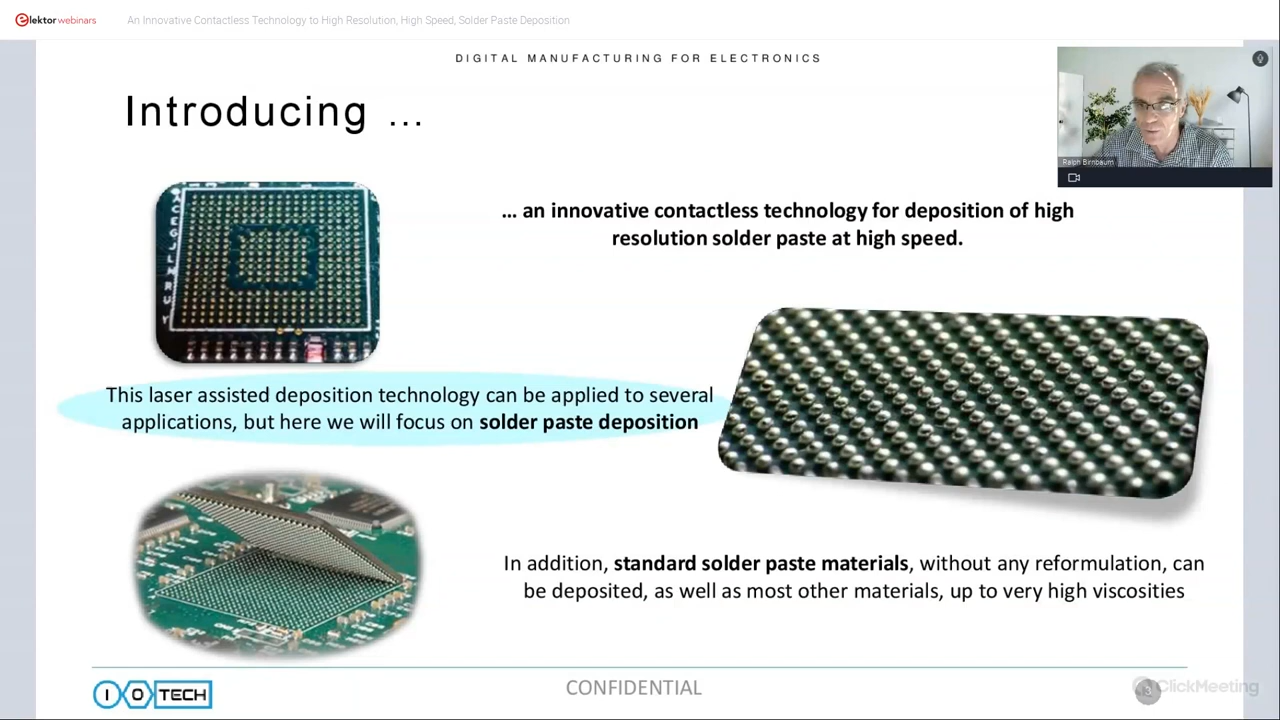 elektor webinars
An Innovative Contactless Technology to High Resolution, High Speed, Solder Paste Deposition
DIGITAL MANUFACTURING FOR ELECTRONICS
Introducing ...
Ralph Birnbaum
... an innovative contactless technology for deposition of high
resolution solder paste at high speed.
This laser assisted deposition technology can be applied to several
applications, but here we will focus on solder paste deposition
In addition, standard solder paste materials, without any reformulation, can
be deposited, as well as most other materials, up to very high viscosities
I O TECH
CONFIDENTIAL
3
ClickMeeting